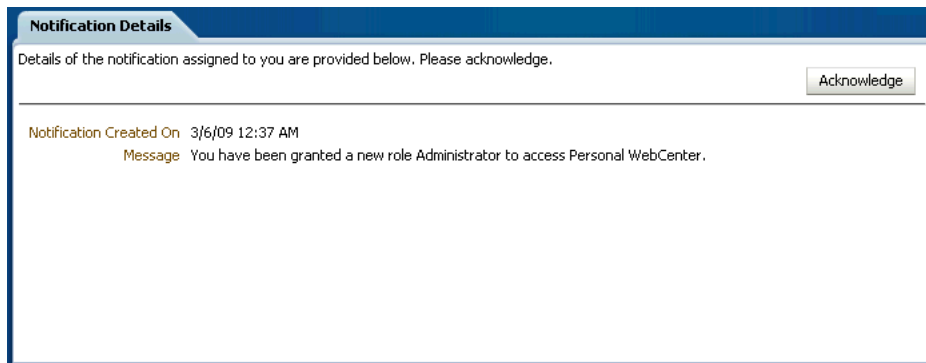 Notification Details
Details of the notification assigned to you are provided below. Please acknowledge.
Acknowledge
Notification Created On 3/6/09 12:37 AM
Message You have been granted a new role Administrator to access Personal WebCenter.